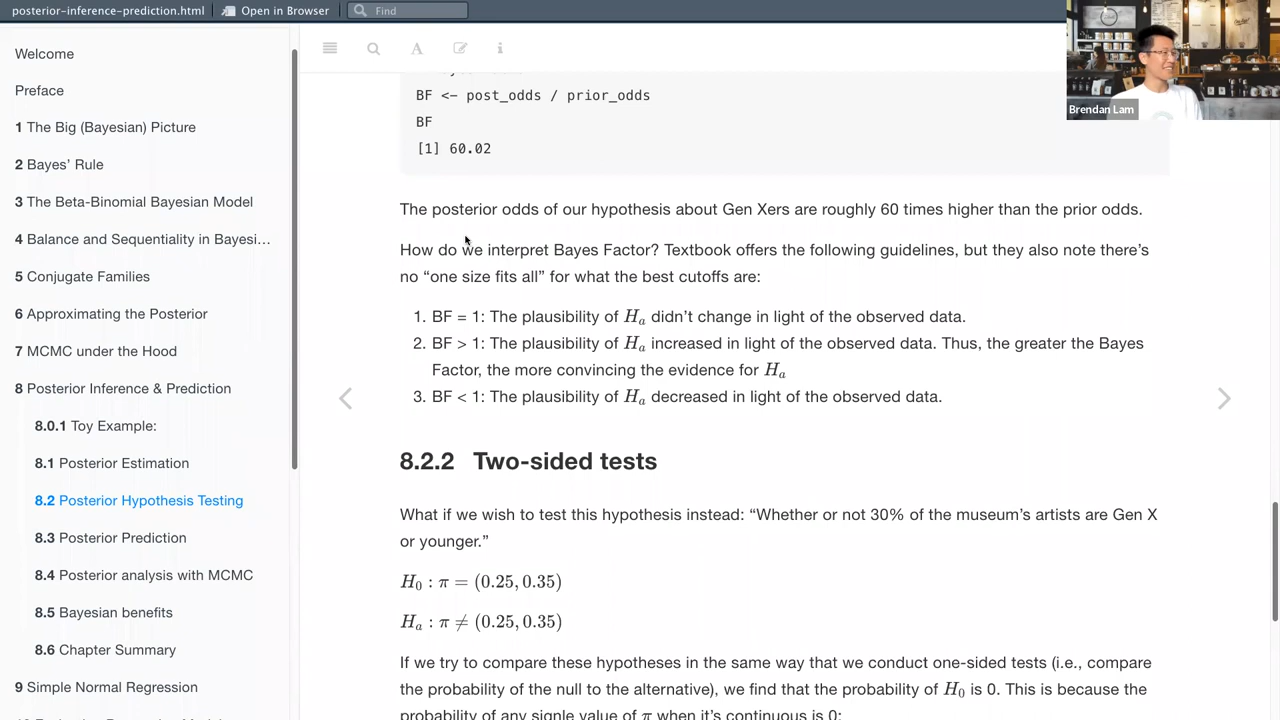 posterior-inference-prediction.html
Open in Browser
Find
Welcome
Preface
1 The Big (Bayesian) Picture
2 Bayes’ Rule
3 The Beta-Binomial Bayesian Model
4 Balance and Sequentiality in Bayesi…
5 Conjugate Families
6 Approximating the Posterior
7 MCMC under the Hood
8 Posterior Inference & Prediction
8.0.1 Toy Example:
8.1 Posterior Estimation
8.2 Posterior Hypothesis Testing
8.3 Posterior Prediction
8.4 Posterior analysis with MCMC
8.5 Bayesian benefits
8.6 Chapter Summary
9 Simple Normal Regression
BF <- post_odds / prior_odds
BF
[1] 60.02
The posterior odds of our hypothesis about Gen Xers are roughly 60 times higher than the prior odds.
How do we interpret Bayes Factor? Textbook offers the following guidelines, but they also note there’s
no “one size fits all” for what the best cutoffs are:
1. BF = 1: The plausibility of Hₐ didn’t change in light of the observed data.
2. BF > 1: The plausibility of Hₐ increased in light of the observed data. Thus, the greater the Bayes
Factor, the more convincing the evidence for Hₐ
3. BF < 1: The plausibility of Hₐ decreased in light of the observed data.
8.2.2 Two-sided tests
What if we wish to test this hypothesis instead: “Whether or not 30% of the museum’s artists are Gen X
or younger.”
H₀ : π = (0.25, 0.35)
Hₐ : π ≠ (0.25, 0.35)
If we try to compare these hypotheses in the same way that we conduct one-sided tests (i.e., compare
the probability of the null to the alternative), we find that the probability of H₀ is 0. This is because the
probability of any signle value of π when it’s continuous is 0:
Brendan Lam